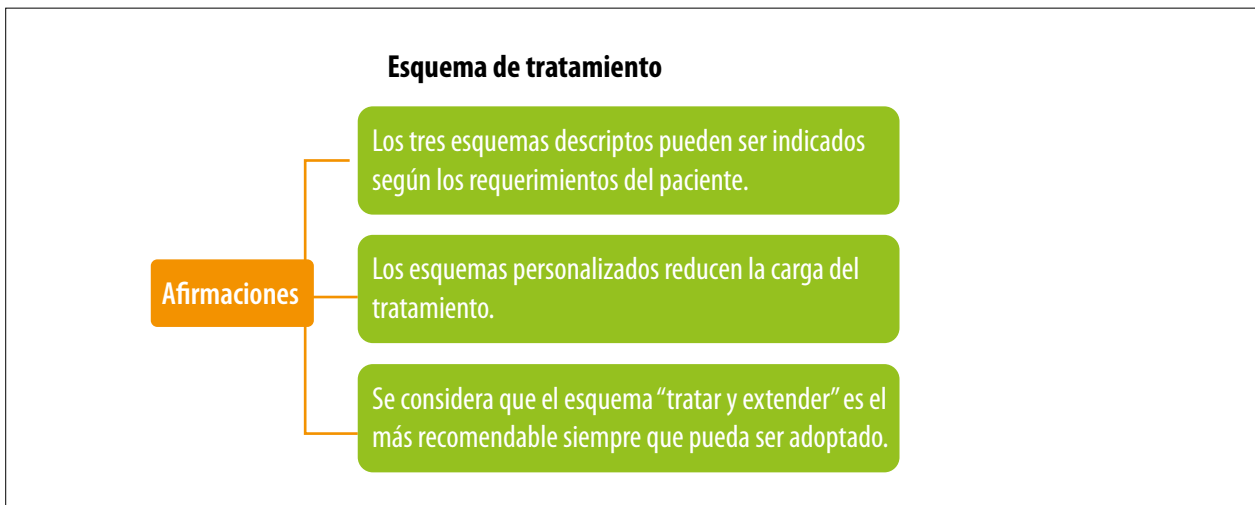 Esquema de tratamiento
Los tres esquemas descriptos pueden ser indicados
según los requerimientos del paciente.
Afirmaciones
Los esquemas personalizados reducen la carga del
tratamiento.
Se considera que el esquema “tratar y extender” es el
más recomendable siempre que pueda ser adoptado.